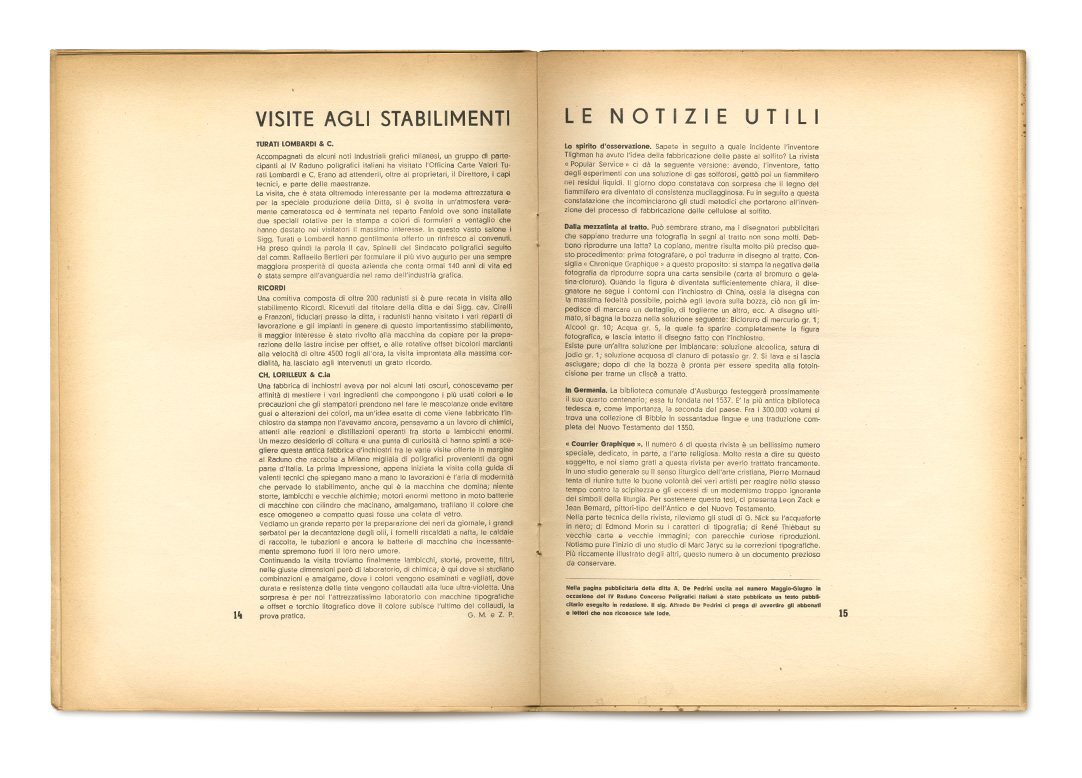 VISITE AGLI STABILIMENTI
TURATI LOMBARDI & C.
Accompagnati da alcuni noti industriali grafici milanesi, un gruppo di parte-
cipanti al IV Raduno poligrafici italiani ha visitato l'Officina Carte Valori Tu-
rati Lombardi e C. Erano ad attenderli, oltre ai proprietari, il Direttore, i capi
tecnici, e parte delle maestranze.
La visita, che è stata oltremodo interessante per la moderna attrezzatura e
per la speciale produzione della Ditta, si è svolta in un'atmosfera vera-
mente cameratesca ed è terminata nel reparto Fanfold ove sono installate
due speciali rotative per la stampa a colori di formulari a ventaglio che
hanno destato nei visitatori il massimo interesse. In questo vasto salone i
Sigg. Turati e Lombardi hanno gentilmente offerto un rinfresco ai convenuti.
Ha preso quindi la parola il cav. Spinelli del Sindacato poligrafici seguito
dal comm. Raffaello Bertieri per formulare il più vivo augurio per una sempre
maggiore prosperità di questa azienda che conta ormai 140 anni di vita ed
è stata sempre all'avanguardia nel ramo dell'industria grafica.
RICORDI
Una comitiva composta di oltre 200 radunisti si è pure recata in visita allo
stabilimento Ricordi. Ricevuti dal titolare della ditta e dai Sigg. cav. Cirelli
e Franzoni, fiduciari presso la ditta, i radunisti hanno visitato i vari reparti di
lavorazione e gli impianti in genere di questo importantissimo stabilimento,
il maggior interesse è stato rivolto alla macchina da copiare per la prepa-
razione delle lastre incise per offset, e alle rotative offset bicolori marcianti
alla velocità di oltre 4500 fogli all'ora, la visita improntata alla massima cor-
dialità, ha lasciato agli intervenuti un grato ricordo.
CH. LORILLEUX & C.ia
Una fabbrica di inchiostri aveva per noi alcuni lati oscuri, conoscevamo per
affinità di mestiere i vari ingredienti che compongono i più usati colori e le
precauzioni che gli stampatori prendono nel fare le mescolanze onde evitare
guai e alterazioni dei colori, ma un'idea esatta di come viene fabbricato l'in-
chiostro da stampa non l'avevamo ancora, pensavamo a un lavoro di chimici,
attenti alle reazioni e distillazioni operanti tra storte e lambicchi enormi.
Un mezzo desiderio di coltura e una punta di curiosità ci hanno spinti a sce-
gliere questa antica fabbrica d'inchiostri tra le varie visite offerte in margine
al Raduno che raccolse a Milano migliaia di poligrafici provenienti da ogni
parte d'Italia. La prima impressione, appena iniziata la visita colla guida di
valenti tecnici che spiegano mano a mano le lavorazioni è l'aria di modernità
che pervade lo stabilimento, anche qui è la macchina che domina; niente
storte, lambicchi e vecchie alchimie; motori enormi mettono in moto batterie
di macchine con cilindro che macinano, amalgamano, trafilano il colore che
esce omogeneo e compatto quasi fosse una colata di vetro.
Vediamo un grande reparto per la preparazione dei neri da giornale, i grandi
serbatoi per la decantazione degli olii, i fornelli riscaldati a nafta, le caldaie
di raccolta, le tubazioni e ancora le batterie di macchine che incessante-
mente spremono fuori il loro nero umore.
Continuando la visita troviamo finalmente lambicchi, storte, provette, filtri,
nelle giuste dimensioni però di laboratorio, di chimica; è qui dove si studiano
combinazioni e amalgame, dove i colori vengono esaminati e vagliati, dove
durata e resistenza delle tinte vengono collaudati alla luce ultra-violetta. Una
sorpresa è per noi l'attrezzatissimo laboratorio con macchine tipografiche
e offset e torchio litografico dove il colore subisce l'ultimo dei collaudi, la
prova pratica. G. M. e Z. P.
14
LE NOTIZIE UTILI
Lo spirito d'osservazione. Sapete in seguito a quale incidente l'inventore
Tilghman ha avuto l'idea della fabbricazione delle paste al solfito? La rivista
« Popular Service » ci dà la seguente versione: avendo, l'inventore, fatto
degli esperimenti con una soluzione di gas solforosi, gettò poi un fiammifero
nei residui liquidi. Il giorno dopo constatava con sorpresa che il legno del
fiammifero era diventato di consistenza mucilagginosa. Fu in seguito a questa
constatazione che incominciarono gli studi metodici che portarono all'inven-
zione del processo di fabbricazione delle cellulose al solfito.
Dalla mezzatinta al tratto. Può sembrare strano, ma i disegnatori pubblicitari
che sappiano tradurre una fotografia in segni al tratto non sono molti. Deb-
bono riprodurre una latta? La copiano, mentre risulta molto più preciso que-
sto procedimento: prima fotografare, e poi tradurre in disegno al tratto. Con-
siglia « Chronique Graphique » a questo proposito: si stampa la negativa della
fotografia da riprodurre sopra una carta sensibile (carta al bromuro o gela-
tina-cloruro). Quando la figura è diventata sufficientemente chiara, il dise-
gnatore ne segue i contorni con l'inchiostro di China, ossia la disegna con
la massima fedeltà possibile, poichè egli lavora sulla bozza, ciò non gli im-
pedisce di marcare un dettaglio, di toglierne un altro, ecc. A disegno ulti-
mato, si bagna la bozza nella soluzione seguente: Bicloruro di mercurio gr. 1;
Alcool gr. 10; Acqua gr. 5, la quale fa sparire completamente la figura
fotografica, e lascia intatto il disegno fatto con l'inchiostro.
Esiste pure un'altra soluzione per imbiancare: soluzione alcoolica, satura di
jodio gr. 1; soluzione acquosa di cianuro di potassio gr. 2. Si lava e si lascia
asciugare; dopo di che la bozza è pronta per essere spedita alla fotoin-
cisione per trarne un clisċè a tratto.
In Germania. La biblioteca comunale d'Ausburgo festeggerà prossimamente
il suo quarto centenario; essa fu fondata nel 1537. E' la più antica biblioteca
tedesca e, come importanza, la seconda del paese. Fra i 300.000 volumi si
trova una collezione di Bibbie in sessantadue lingue e una traduzione com-
pleta del Nuovo Testamento del 1350.
« Courrier Graphique ». Il numero 6 di questa rivista è un bellissimo numero
speciale, dedicato, in parte, a l'arte religiosa. Molto resta a dire su questo
soggetto, e noi siamo grati a questa rivista per averlo trattato francamente.
In uno studio generale su il senso liturgico dell'arte cristiana, Pierre Mornaud
tenta di riunire tutte le buone volontà dei veri artisti per reagire nello stesso
tempo contro la scipitezza e gli eccessi di un modernismo troppo ignorante
dei simboli della liturgia. Per sostenere questa tesi, ci presenta Leon Zack e
Jean Bernard, pittori-tipo dell'Antico e del Nuovo Testamento.
Nella parte tecnica della rivista, rileviamo gli studi di G. Nick su l'acquaforte
in nero; di Edmond Morin su i caratteri di tipografia; di René Thièbaut su
vecchie carte e vecchie immagini; con parecchie curiose riproduzioni.
Notiamo pure l'inizio di uno studio di Marc Jaryc su le correzioni tipografiche.
Più riccamente illustrato degli altri, questo numero è un documento prezioso
da conservare.
Nella pagina pubblicitaria della ditta A. De Pedrini uscita nel numero Maggio-Giugno in
occasione del IV Raduno Concorso Poligrafici Italiani è stato pubblicato un testo pubbli-
citario eseguito in redazione. Il sig. Alfredo De Pedrini ci prega di avvertire gli abbonati
e lettori che non riconosce tale lode.
15